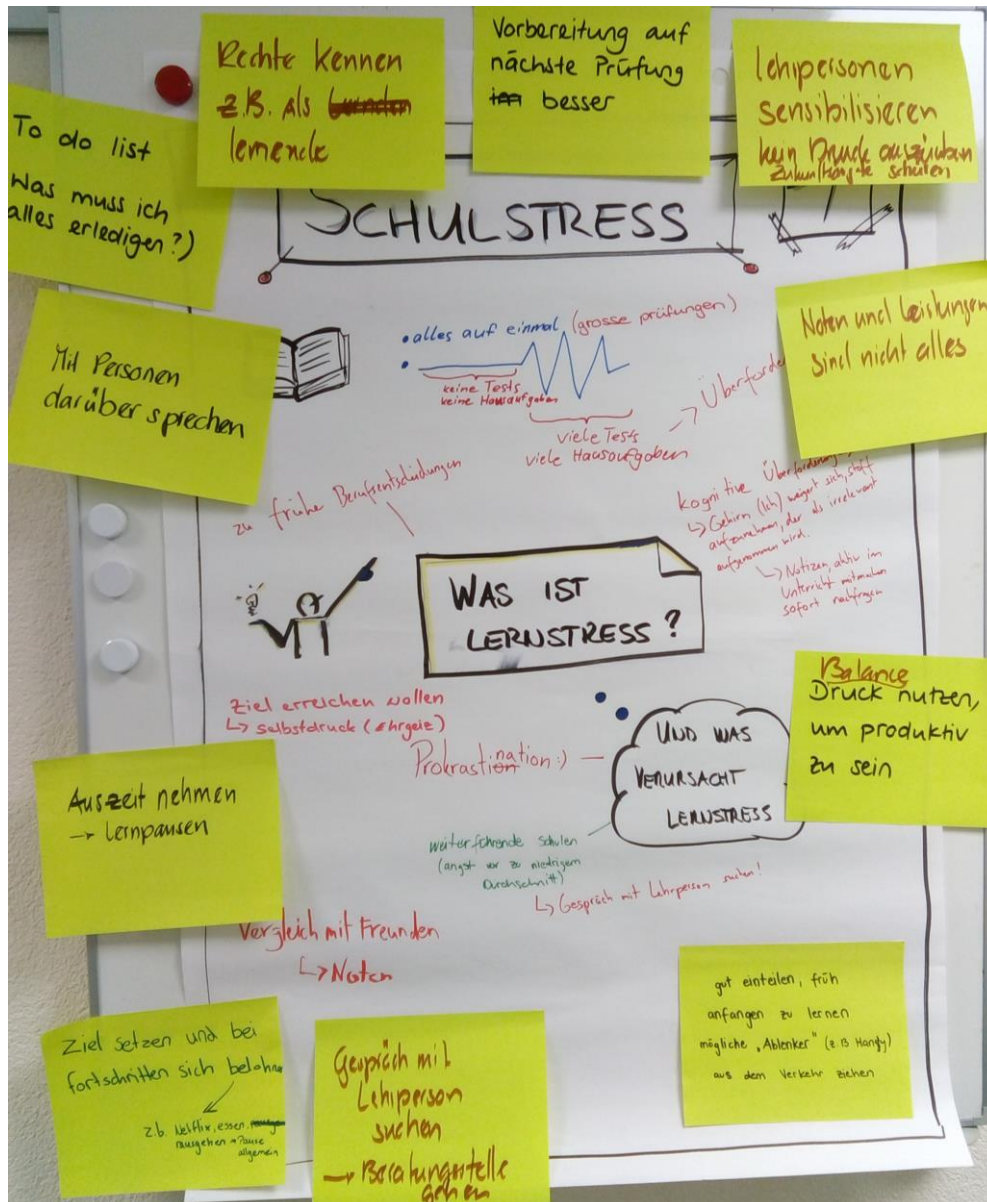 Rechte kennen
z.B. Als
lernende
Vorbereitung auf
nächste Prüfung
besser
Lehrpersonen
sensibilisieren
kein Druck auszuüben
schüren
To do list
Was muss ich
alles erledigen?)
SCHULSTRESS
Mit Personen
darüber sprechen
• alles auf einmal (grosse prüfungen)
keine Tests
keine Hausaufgaben
viele Tests
viele Hausaufgaben
→ Überforde
Noten und Leistungen
sind nicht alles
zu frühe Berufsentscheidungen
kognitive Überforderung
↳ Gehirn (Ich) weigert sich, stoff
aufzunehmen, der als irrelevant
aufgenommen wird.
↳ Notizen, aktiv im
Unterricht mitmachen
sofort nachfragen
WAS IST
LERNSTRESS?
Ziel erreichen wollen
↳ selbstdruck (ehrgeiz)
Prokrastination :)
UND WAS
VERURSACHT
LERNSTRESS
Balance
Druck nutzen,
um produktiv
zu sein
Auszeit nehmen
→ Lernpausen
weiterführende schulen
(angst vor zu niedrigem
Durchschnitt)
↳ Gespräch mit Lehrperson suchen!
Vergleich mit Freunden
↳ Noten
gut einteilen, früh
anfangen zu lernen
mögliche „Ablenker" (z.B Handy)
aus dem Verkehr ziehen
Ziel setzen und bei
fortschritten sich belohnen
z.b. Netflix, essen,
rausgehen → Pause
allgemein
Gespräch mit
Lehrperson
suchen
→ Beratungsstelle
gehen